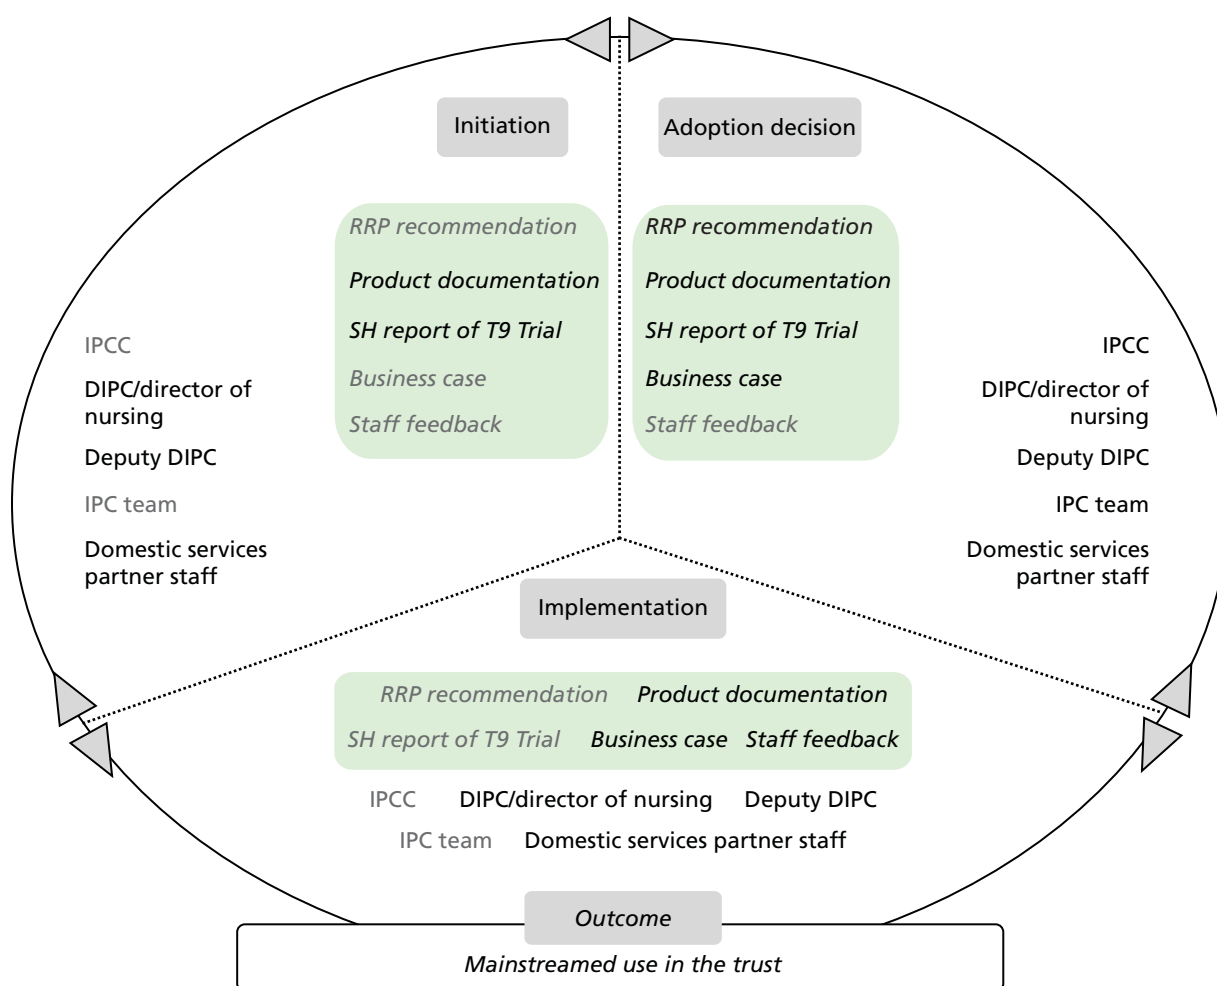 Initiation
Adoption decision
RRP recommendation
Product documentation
SH report of T9 Trial
Business case
Staff feedback
RRP recommendation
Product documentation
SH report of T9 Trial
Business case
Staff feedback
IPCC
DIPC/director of
nursing
Deputy DIPC
IPC team
Domestic services
partner staff
IPCC
DIPC/director of
nursing
Deputy DIPC
IPC team
Domestic services
partner staff
Implementation
RRP recommendation Product documentation
SH report of T9 Trial Business case Staff feedback
IPCC DIPC/director of nursing Deputy DIPC
IPC team Domestic services partner staff
Outcome
Mainstreamed use in the trust